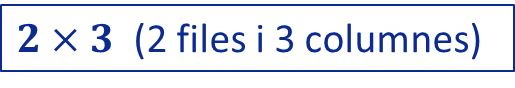 2 × 3 (2 files i 3 columnes)